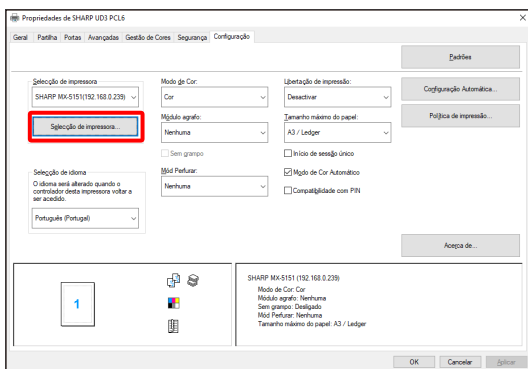 Propriedades de SHARP UD3 PCL6
Geral Partilha Portas Avançadas Gestão de Cores Segurança Configuração
Padrões
Selecção de impressora
SHARP MX-5151(192.168.0.239)
Selecção de impressora...
Modo de Cor:
Cor
Libertação de impressão:
Desactivar
Configuração Automática...
Módulo agrafo:
Nenhuma
Tamanho máximo do papel:
A3 / Ledger
Política de impressão...
Sem grampo
Início de sessão único
Selecção de idioma
O idioma será alterado quando o
controlador desta impressora voltar a
ser acedido.
Português (Portugal)
Mód Perfurar:
Nenhuma
Modo de Cor Automático
Compatibilidade com PIN
Acerca de...
1
SHARP MX-5151 (192.168.0.239)
Modo de Cor: Cor
Módulo agrafo: Nenhuma
Sem grampo: Desligado
Mód Perfurar: Nenhuma
Tamanho máximo do papel: A3 / Ledger
OK Cancelar Aplicar